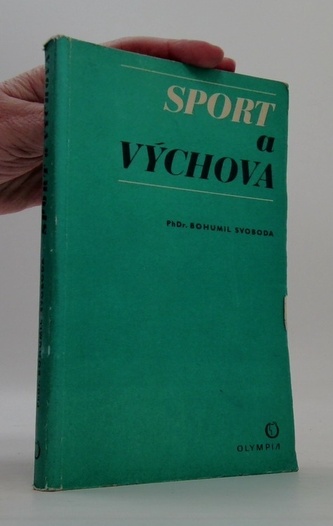 SPORT
a
VÝCHOVA
PhDr. BOHUMIL SVOBODA
OLYMPIA